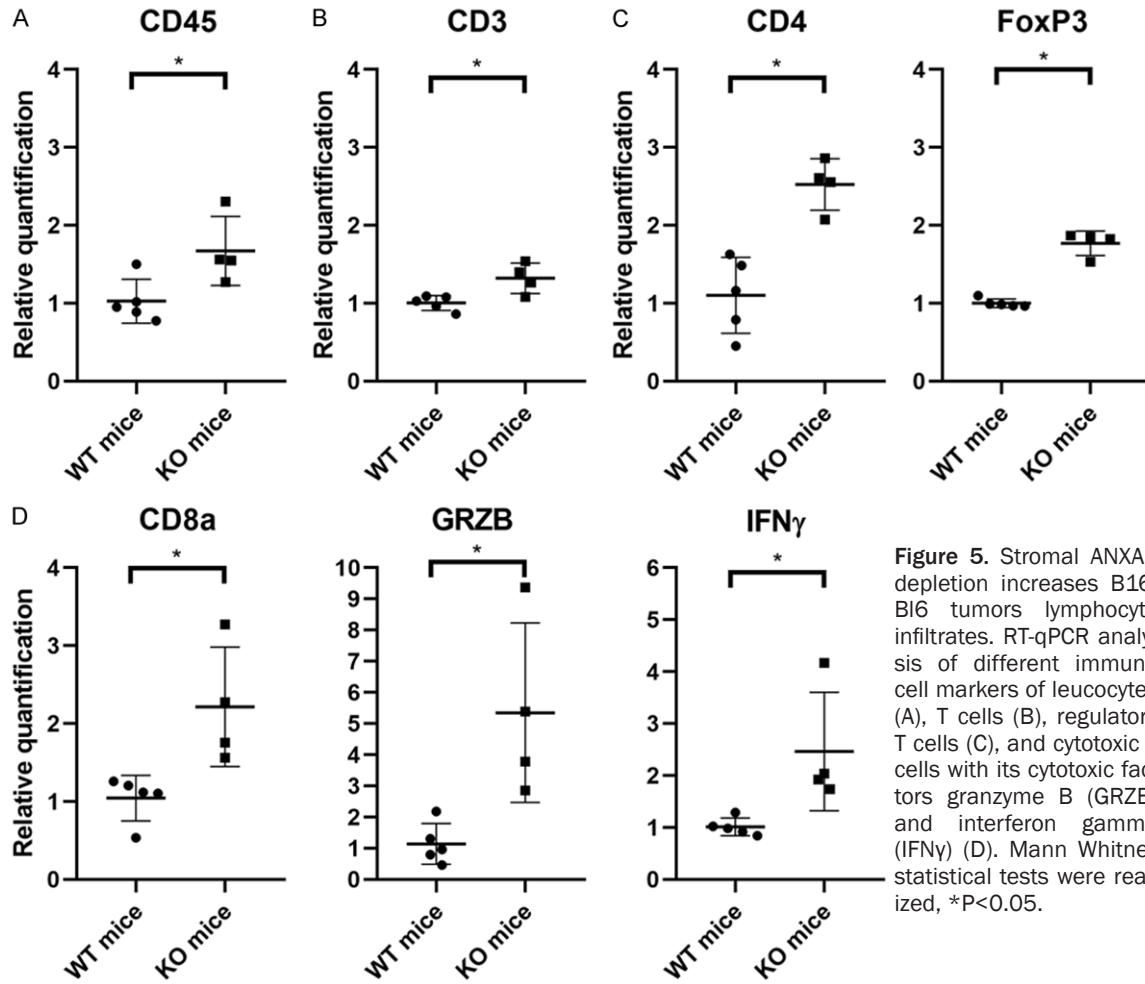 A
CD45
Relative quantification
4
3
2
1
0
*
WT mice
KO mice
B
CD3
Relative quantification
4
3
2
1
0
*
WT mice
KO mice
C
CD4
Relative quantification
4
3
2
1
0
*
WT mice
KO mice
FoxP3
4
3
2
1
0
*
WT mice
KO mice
D
CD8a
Relative quantification
4
3
2
1
0
*
WT mice
KO mice
GRZB
10
9
8
7
6
5
4
3
2
1
0
*
WT mice
KO mice
IFNγ
6
5
4
3
2
1
0
*
WT mice
KO mice
Figure 5. Stromal ANXA
depletion increases B16
Bl6 tumors lymphocyt
infiltrates. RT-qPCR analy
sis of different immun
cell markers of leucocyte
(A), T cells (B), regulator
T cells (C), and cytotoxic
cells with its cytotoxic fac
tors granzyme B (GRZB
and interferon gamm
(IFNγ) (D). Mann Whitne
statistical tests were rea
ized, *P<0.05.